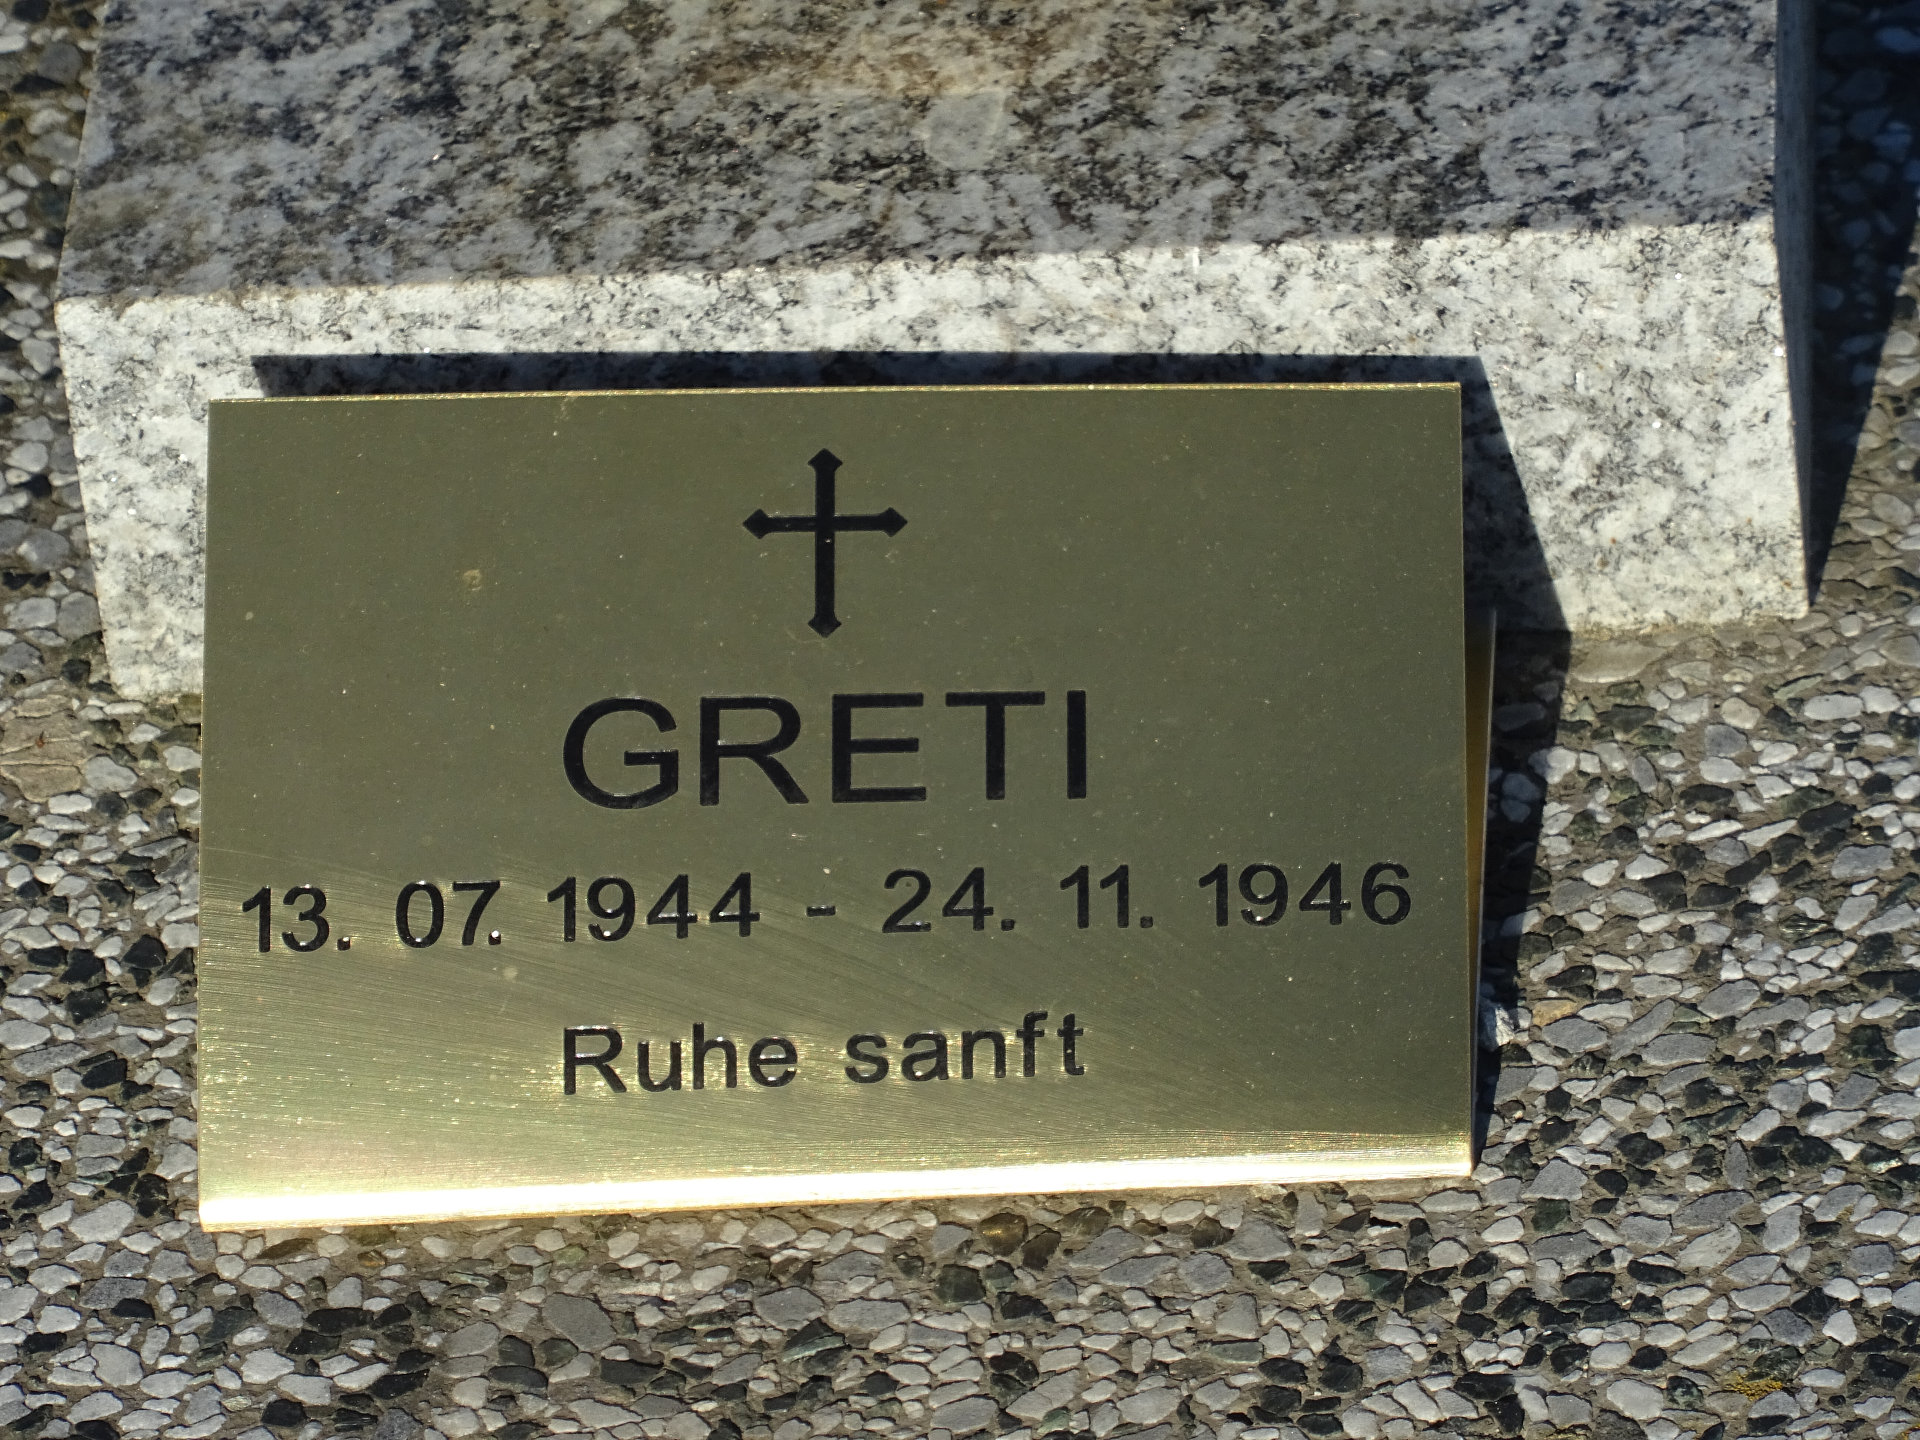 GRETI
13. 07. 1944 - 24. 11. 1946
Ruhe sanft